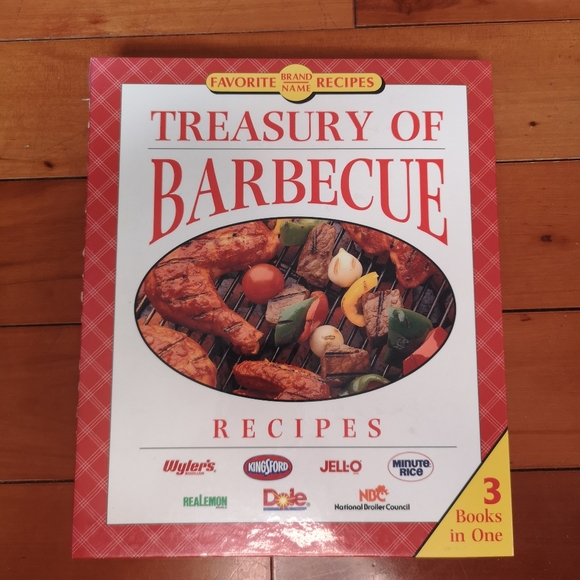 FAVORITE BRAND NAME RECIPES
TREASURY OF
BARBECUE
RECIPES
Wyler's
KINGSFORD
JELL-O
MINUTE RICE
REALEMON
Dole
NBC
National Broiler Council
3
Books
in One